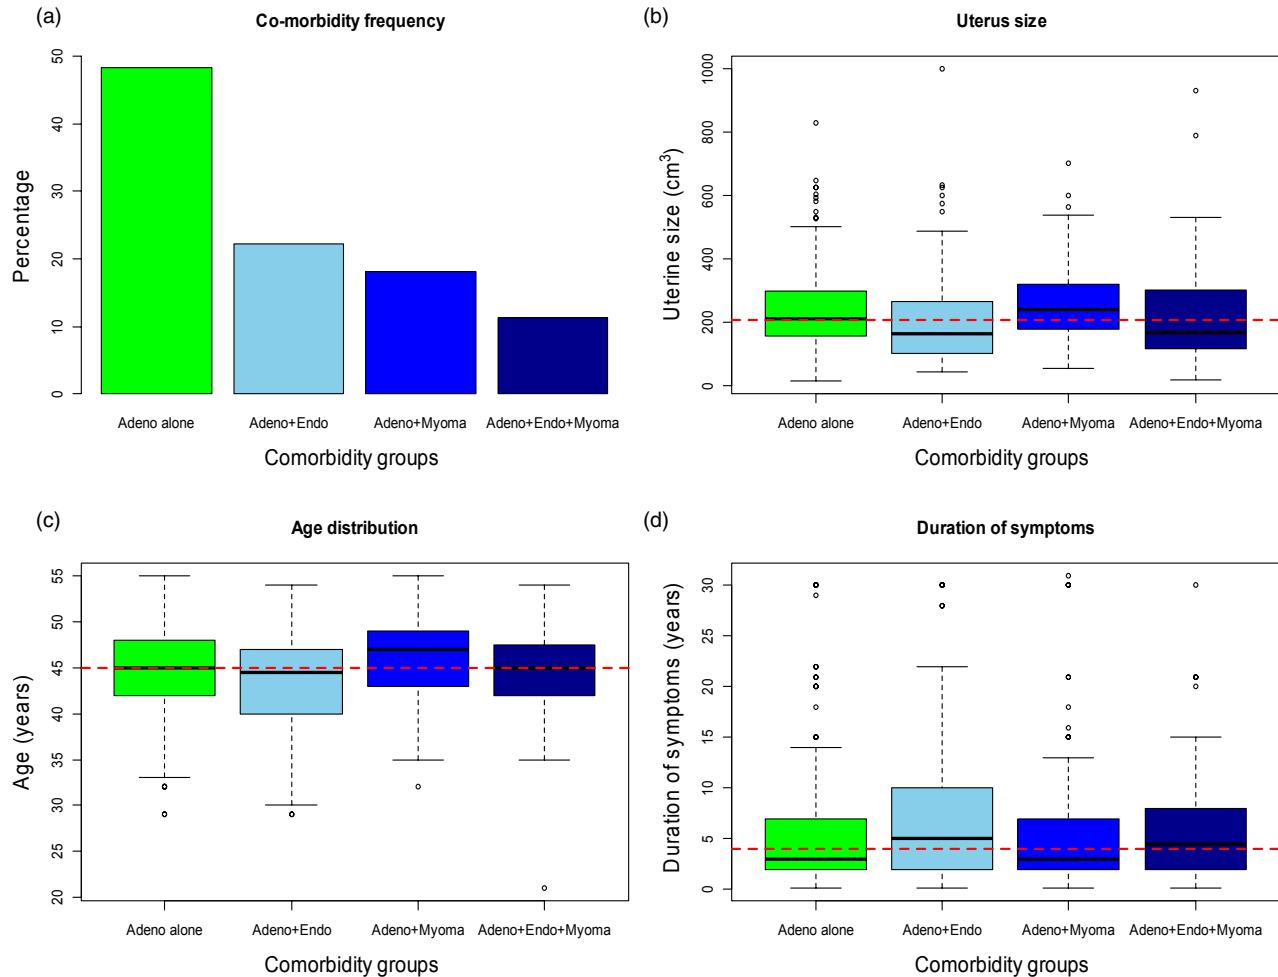 (a)
Co-morbidity frequency
Percentage
50
40
30
20
10
0
Adeno alone
Adeno+Endo
Adeno+Myoma
Adeno+Endo+Myoma
Comorbidity groups
(b)
Uterus size
Uterine size (cm³)
1000
800
600
400
200
0
Adeno alone
Adeno+Endo
Adeno+Myoma
Adeno+Endo+Myoma
Comorbidity groups
(c)
Age distribution
Age (years)
55
50
45
40
35
30
25
20
Adeno alone
Adeno+Endo
Adeno+Myoma
Adeno+Endo+Myoma
Comorbidity groups
(d)
Duration of symptoms
Duration of symptoms (years)
30
25
20
15
10
5
0
Adeno alone
Adeno+Endo
Adeno+Myoma
Adeno+Endo+Myoma
Comorbidity groups